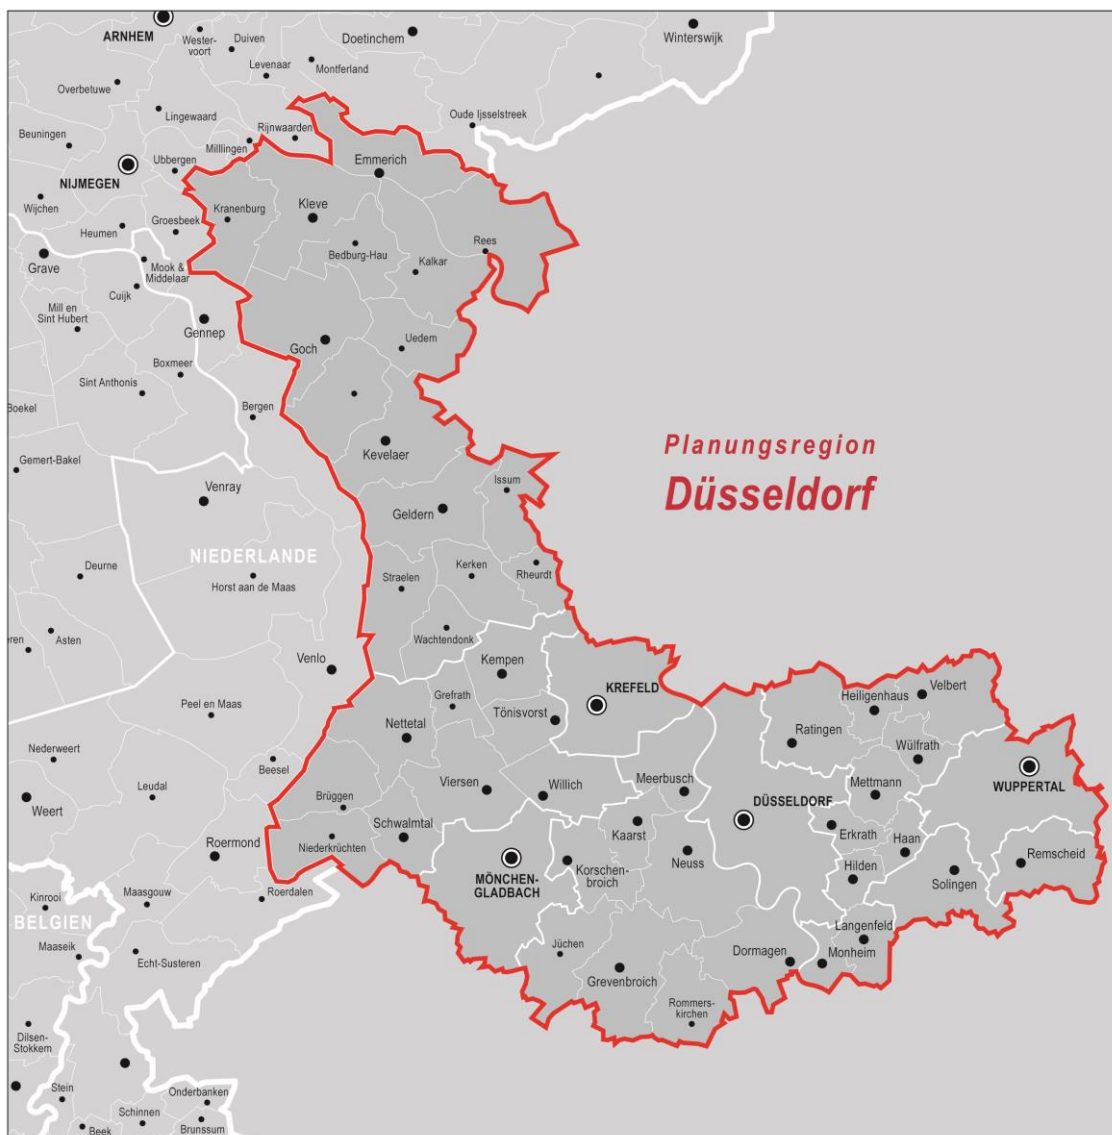 ARNHEM
Wester-
voort
Duiven
Doetinchem
Winterswijk
Levenaar
Montferland
Overbetuwe
Lingewaard
Oude Ijsselstreek
Beuningen
Rijnwaarden
Milllingen
Ubbergen
Emmerich
NIJMEGEN
Wijchen
Kranenburg
Kleve
Groesbeek
Heumen
Bedburg-Hau
Rees
Kalkar
Grave
Mook &
Middelaar
Cuijk
Mill en
Sint Hubert
Gennep
Uedem
Goch
Boxmeer
Sint Anthonis
Boekel
Bergen
Planungsregion
Düsseldorf
Kevelaer
Gemert-Bakel
Venray
Issum
Geldern
NIEDERLANDE
Deurne
Horst aan de Maas
Straelen
Kerken
Rheurdt
Asten
eren
Wachtendonk
Venlo
Kempen
KREFELD
Grefrath
Peel en Maas
Nettetal
Tönisvorst
Heiligenhaus
Velbert
Ratingen
Wülfrath
Nederweert
Beesel
Leudal
Viersen
Willich
Meerbusch
Mettmann
WUPPERTAL
Weert
Brüggen
DÜSSELDORF
Schwalmtal
Kaarst
Erkrath
Haan
Roermond
Niederkrüchten
MÖNCHEN-
GLADBACH
Korschen-
broich
Neuss
Hilden
Solingen
Remscheid
Kinrooi
Maasgouw
Roerdalen
BELGIEN
Langenfeld
Maaseik
Echt-Susteren
Jüchen
Dormagen
Monheim
Grevenbroich
Rommers-
kirchen
Dilsen-
Stokkem
Stein
Onderbanken
Schinnen
Beek
Brunssum